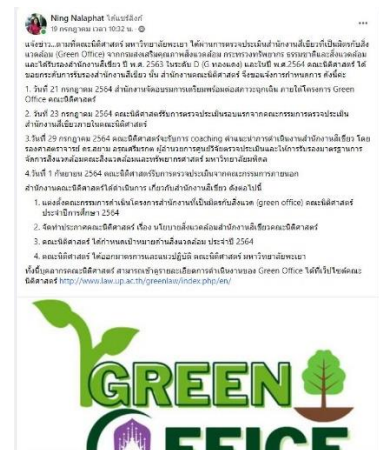 Ning Nalaphat ได้แชร์ลิงก์
19 กรกฎาคม เวลา 10:32 น.
แจ้งข่าว...ตามที่คณะนิติศาสตร์ มหาวิทยาลัยพะเยา ได้ผ่านการตรวจประเมินสำนักงานสีเขียวที่เป็นมิตรกับสิ่ง
แวดล้อม (Green Office) จากกรมส่งเสริมคุณภาพสิ่งแวดล้อม กระทรวงทรัพยากร ธรรมชาติและสิ่งแวดล้อม
และได้รับรองสำนักงานสีเขียว ปี พ.ศ. 2563 ในระดับ G (G ทองแดง) และในปี พ.ศ.2564 คณะนิติศาสตร์ ได้
ขอยกระดับการรับรองสำนักงานสีเขียว นั้น สำนักงานคณะนิติศาสตร์ จึงขอแจ้งการกำหนดการ ดังนี้คะ
1. วันที่ 21 กรกฎาคม 2564 สำนักงานจัดอบรมการเตรียมพร้อมต่อสภาวะฉุกเฉิน ภายใต้โครงการ Green
Office คณะนิติศาสตร์
2. วันที่ 23 กรกฎาคม 2564 คณะนิติศาสตร์รับการตรวจประเมินรอบแรกจากคณะกรรมการตรวจประเมิน
สำนักงานสีเขียวภายในคณะนิติศาสตร์
3.วันที่ 29 กรกฎาคม 2564 คณะนิติศาสตร์จะรับการ coaching คำแนะนำการดำเนินงานสำนักงานสีเขียว โดย
รองศาสตราจารย์ ดร.สยาม อรุณศรีมรกต ผู้อำนวยการศูนย์วิจัยตรวจประเมินและให้การรับรองมาตรฐานการ
จัดการสิ่งแวดล้อมคณะสิ่งแวดล้อมและทรัพยากรศาสตร์ มหาวิทยาลัยมหิดล
4.วันที่ 1 กันยายน 2564 คณะนิติศาสตร์รับการตรวจประเมินจากคณะกรรมการภายนอก
สำนักงานคณะนิติศาสตร์ได้ดำเนินการ เกี่ยวกับสำนักงานสีเขียว ดังต่อไปนี้
1. แต่งตั้งคณะกรรมการดำเนินโครงการสำนักงานที่เป็นมิตรกับสิ่งแวดล้อม (green office) คณะนิติศาสตร์
ประจำปีการศึกษา 2564
2. จัดทำประกาศคณะนิติศาสตร์ เรื่อง นโยบายสิ่งแวดล้อมสำนักงานสีเขียวคณะนิติศาสตร์
3. คณะนิติศาสตร์ ได้กำหนดเป้าหมายด้านสิ่งแวดล้อม ประจำปี 2564
4. คณะนิติศาสตร์ ได้ออกมาตรการและแนวปฏิบัติ คณะนิติศาสตร์ มหาวิทยาลัยพะเยา
ทั้งนี้บุคลากรคณะนิติศาสตร์ สามารถเข้าดูรายละเอียดการดำเนินงานของ Green Office ได้ที่เว็ปไซต์คณะ
นิติศาสตร์ http://www.law.up.ac.th/greenlaw/index.php/en/
GREEN
OFFICE